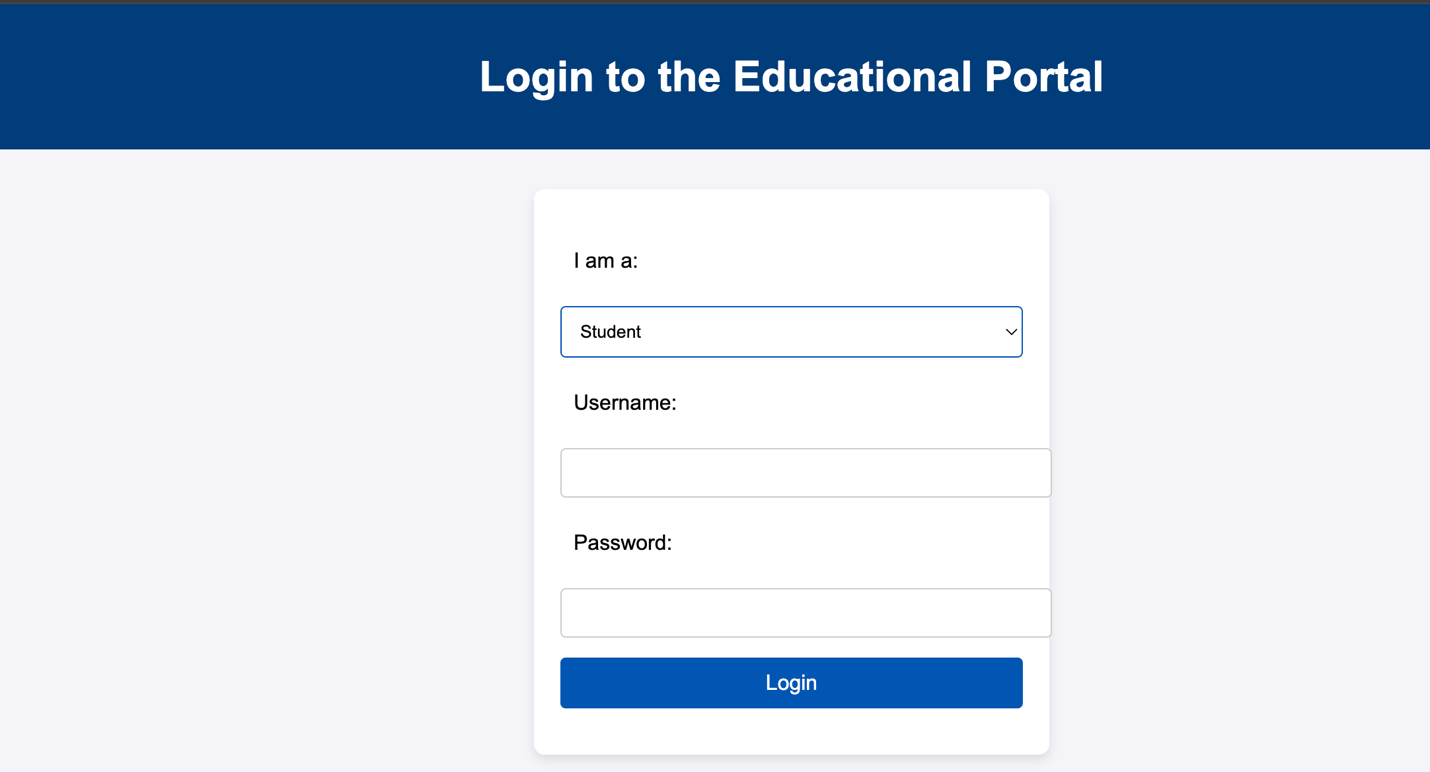 Login to the Educational Portal
I am a:
Student
Username:
Password:
Login